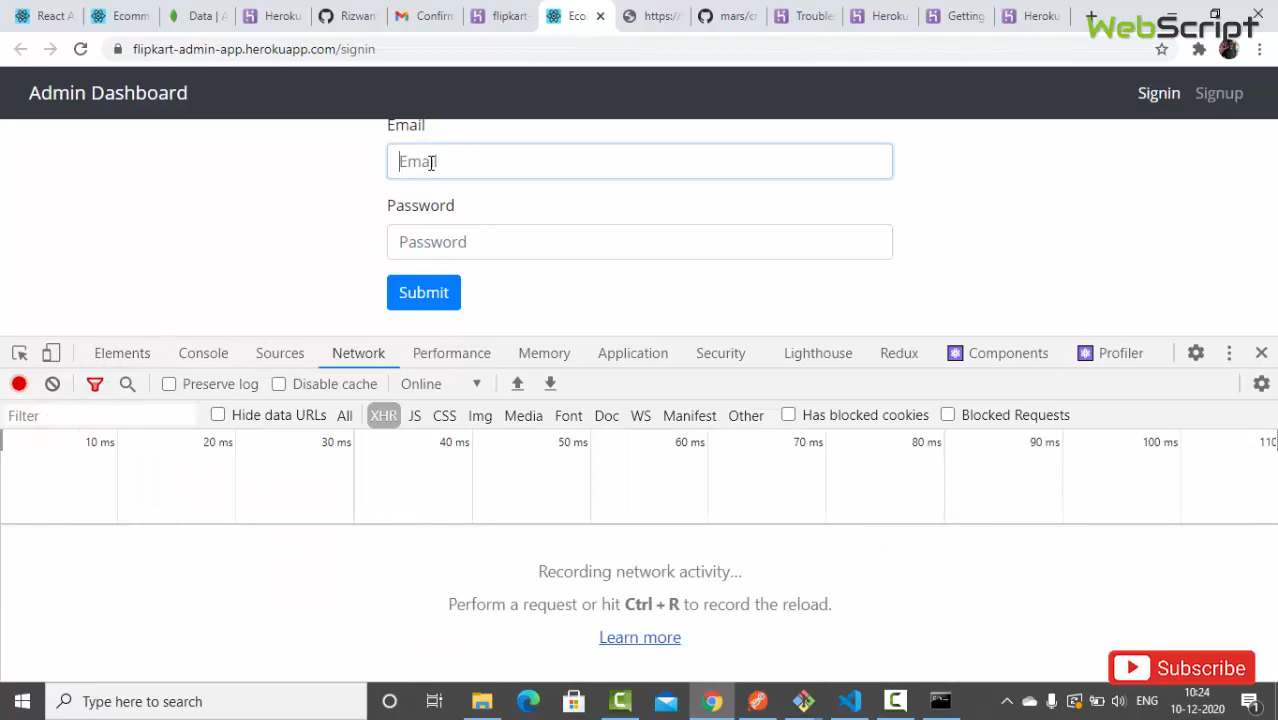 React A
Ecomm
Data | A
Heroku
Rizwan
Confirm
flipkart
Eco
https://
mars/cr
Trouble
Heroku
Getting
Heroku
WebScript
flipkart-admin-app.herokuapp.com/signin
Admin Dashboard
Signin
Signup
Email
Email
Password
Password
Submit
Elements
Console
Sources
Network
Performance
Memory
Application
Security
Lighthouse
Redux
Components
Profiler
Preserve log
Disable cache
Online
Filter
Hide data URLs
All
XHR
JS
CSS
Img
Media
Font
Doc
WS
Manifest
Other
Has blocked cookies
Blocked Requests
10 ms
20 ms
30 ms
40 ms
50 ms
60 ms
70 ms
80 ms
90 ms
100 ms
110
Recording network activity...
Perform a request or hit Ctrl + R to record the reload.
Learn more
Subscribe
Type here to search
ENG
10:24
10-12-2020
1